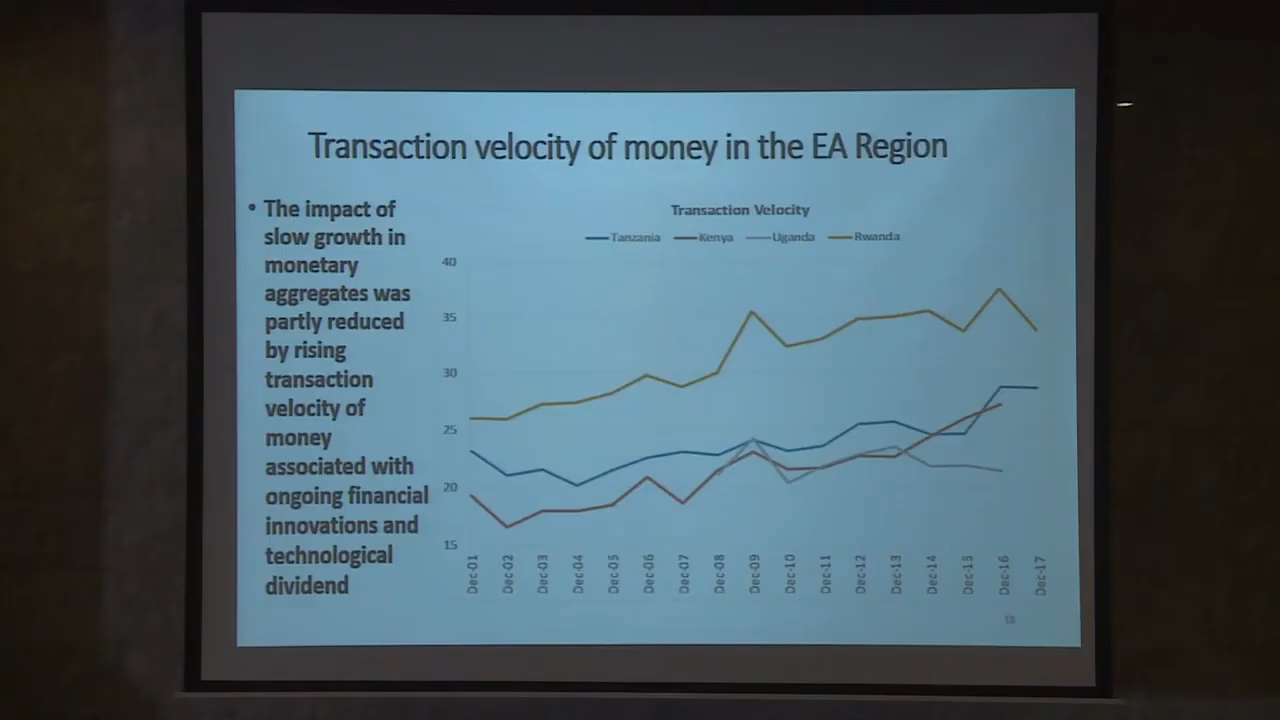 Transaction velocity of money in the EA Region
• The impact of
slow growth in
monetary
aggregates was
partly reduced
by rising
transaction
velocity of
money
associated with
ongoing financial
innovations and
technological
dividend
Transaction Velocity
Tanzania Kenya Uganda Rwanda
40
35
30
25
20
15
Dec-01 Dec-02 Dec-03 Dec-04 Dec-05 Dec-06 Dec-07 Dec-08 Dec-09 Dec-10 Dec-11 Dec-12 Dec-13 Dec-14 Dec-15 Dec-16 Dec-17
18